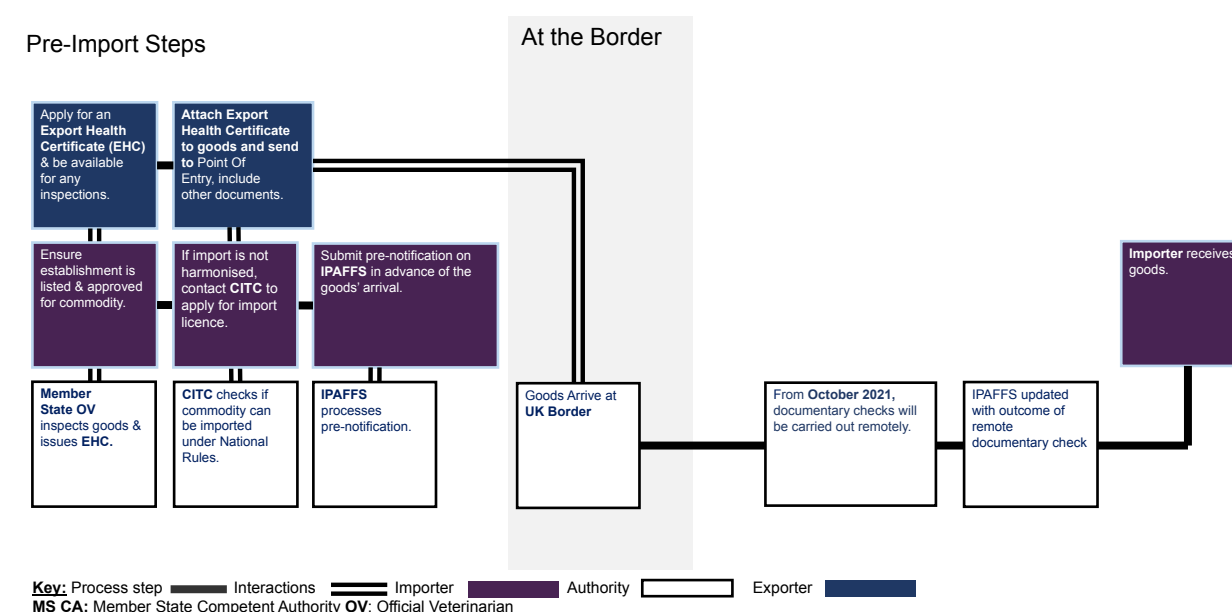 Pre-Import Steps
At the Border
Apply for an
Export Health
Certificate (EHC)
& be available
for any
inspections.
Attach Export
Health Certificate
to goods and send
to Point Of
Entry, include
other documents.
Ensure
establishment is
listed & approved
for commodity.
If import is not
harmonised,
contact CITC to
apply for import
licence.
Submit pre-notification on
IPAFFS in advance of the
goods' arrival.
Importer receives
goods.
Member
State OV
inspects goods &
issues EHC.
CITC checks if
commodity can
be imported
under National
Rules.
IPAFFS
processes
pre-notification.
Goods Arrive at
UK Border
From October 2021,
documentary checks will
be carried out remotely.
IPAFFS updated
with outcome of
remote
documentary check
Key: Process step Interactions Importer Authority Exporter
MS CA: Member State Competent Authority OV: Official Veterinarian